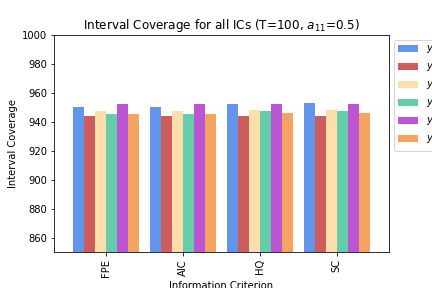 Interval Coverage for all ICs (T=100, a₁₁=0.5)
1000
980
960
940
920
900
880
860
Interval Coverage
FPE
AIC
HQ
SC
Information Criterion
y
y
y
y
y
y